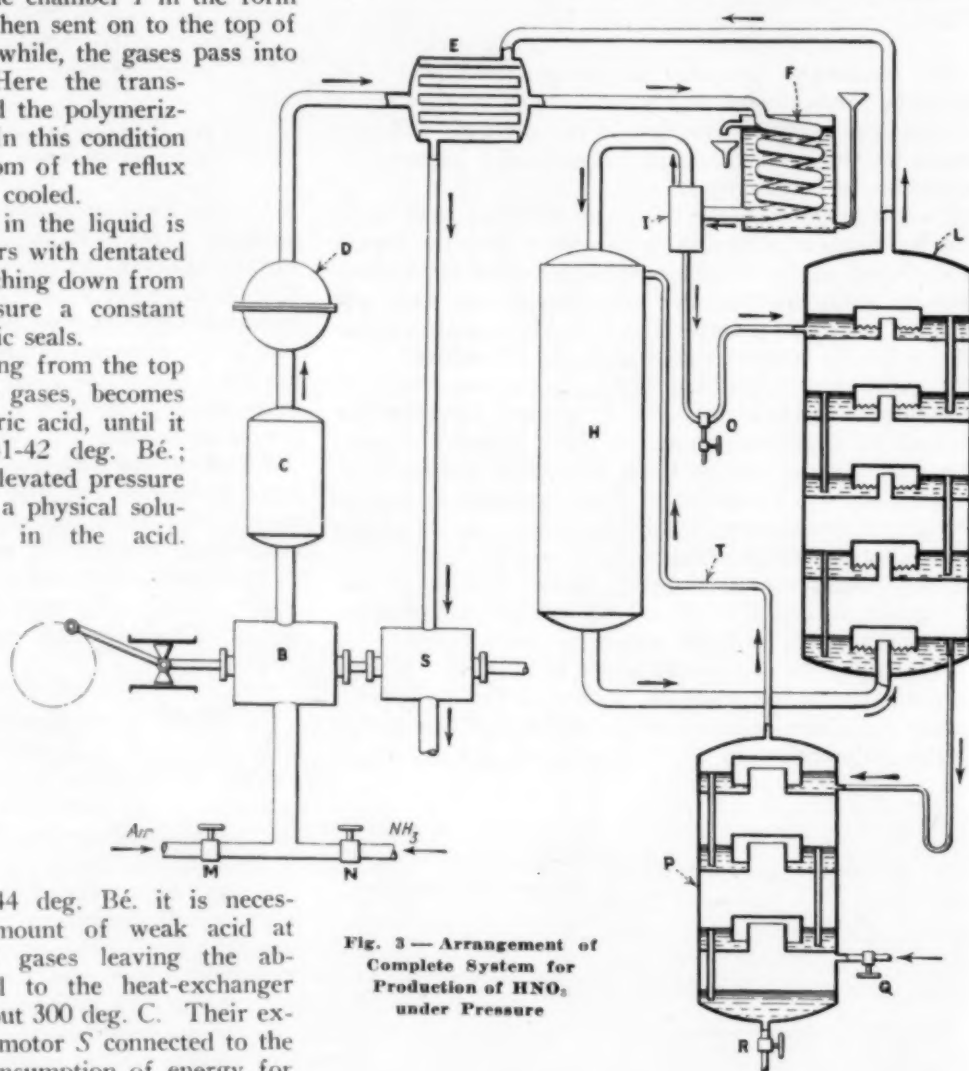 e chamber I in the form
hen sent on to the top of
while, the gases pass into
Here the trans-
d the polymeriz-
n this condition
om of the reflux
cooled.
in the liquid is
rs with dentated
ching down from
sure a constant
ic seals.
ng from the top
gases, becomes
ric acid, until it
1-42 deg. Bé.;
levated pressure
a physical solu-
in the acid.
E
F
I
D
L
C
H
O
T
B
S
P
Air
NH3
M
N
Q
R
44 deg. Bé. it is neces-
mount of weak acid at
gases leaving the ab-
l to the heat-exchanger
out 300 deg. C. Their ex-
motor S connected to the
nsumption of energy for
Fig. 3 — Arrangement of
Complete System for
Production of HNO3
under Pressure